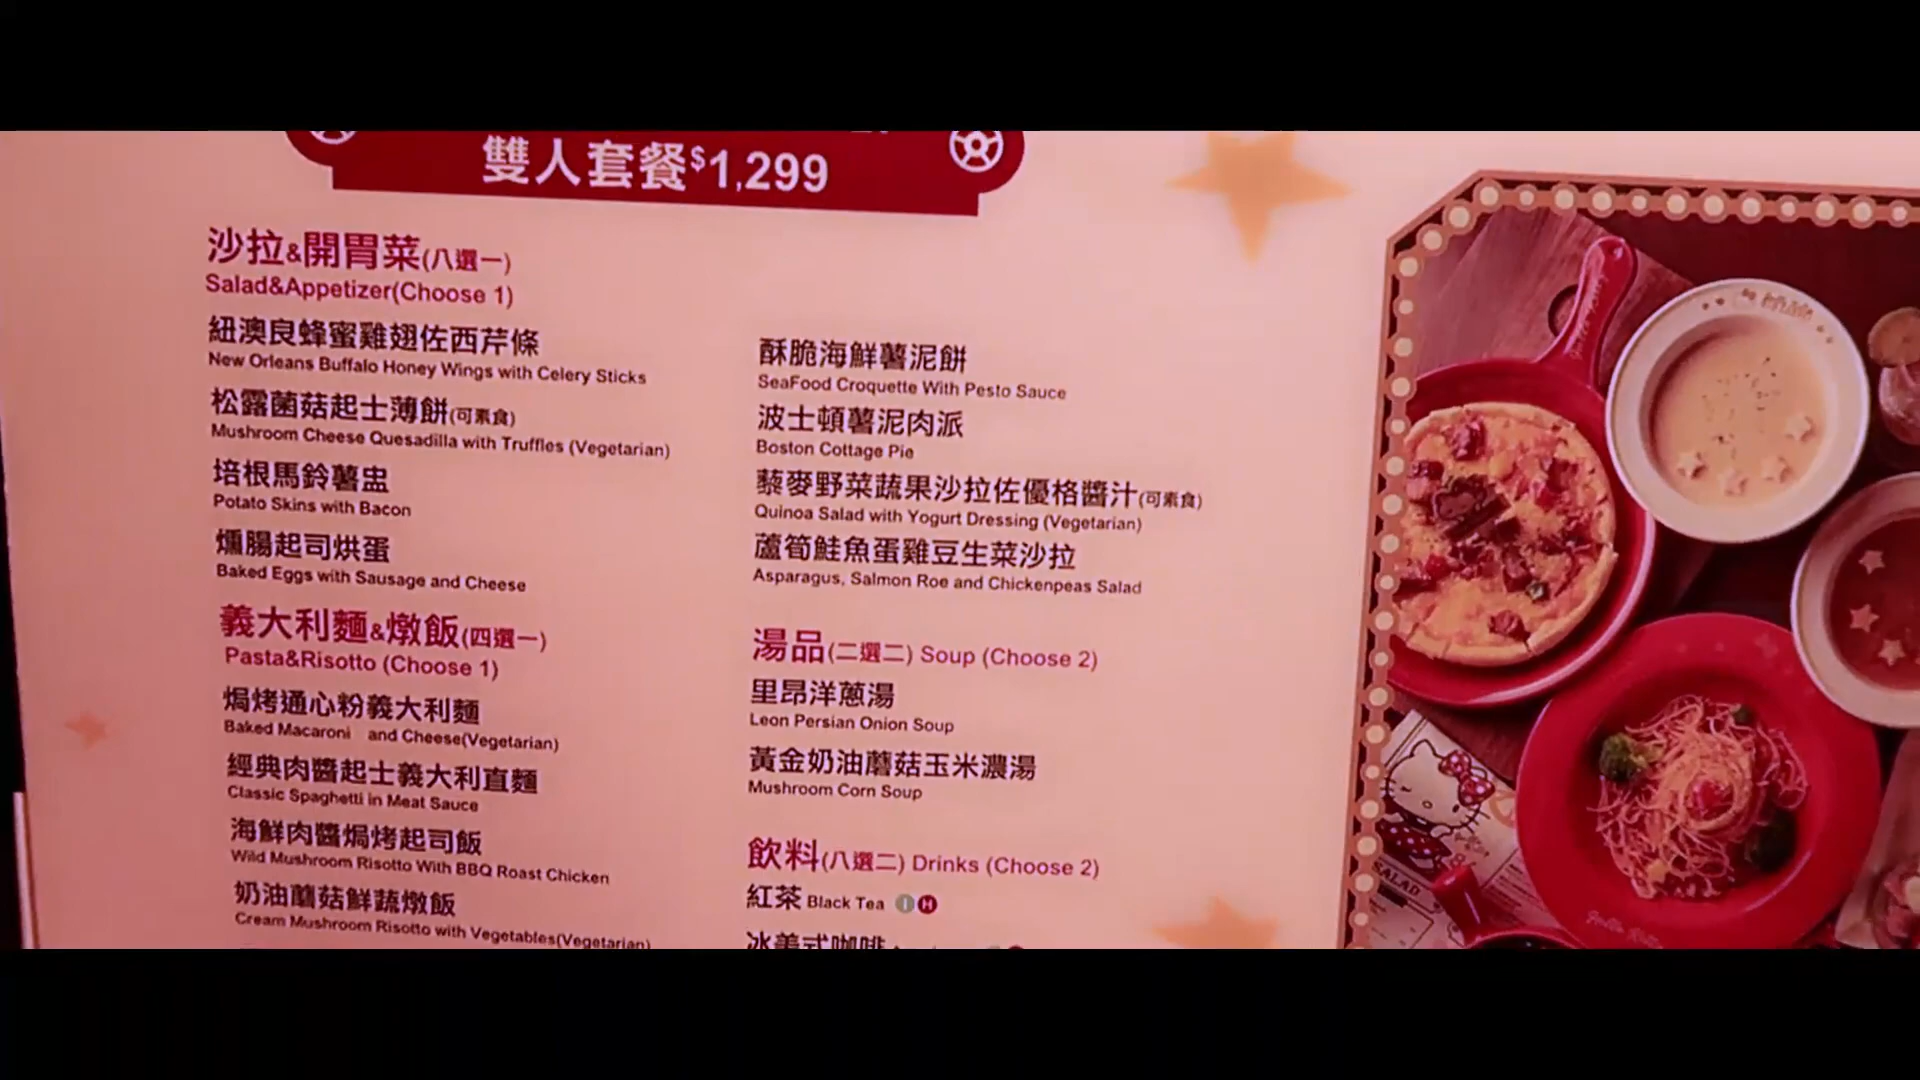 雙人套餐$1,299
沙拉&開胃菜(八選一)
Salad&Appetizer(Choose 1)
紐澳良蜂蜜雞翅佐西芹條
New Orleans Buffalo Honey Wings with Celery Sticks
松露菌菇起士薄餅(可素食)
Mushroom Cheese Quesadilla with Truffles (Vegetarian)
培根馬鈴薯盅
Potato Skins with Bacon
燻腸起司烘蛋
Baked Eggs with Sausage and Cheese
義大利麵&燉飯(四選一)
Pasta&Risotto (Choose 1)
焗烤通心粉義大利麵
Baked Macaroni and Cheese(Vegetarian)
經典肉醬起士義大利直麵
Classic Spaghetti in Meat Sauce
海鮮肉醬焗烤起司飯
Wild Mushroom Risotto With BBQ Roast Chicken
奶油蘑菇鮮蔬燉飯
Cream Mushroom Risotto with Vegetables(Vegetarian)
酥脆海鮮薯泥餅
SeaFood Croquette With Pesto Sauce
波士頓薯泥肉派
Boston Cottage Pie
藜麥野菜蔬果沙拉佐優格醬汁(可素食)
Quinoa Salad with Yogurt Dressing (Vegetarian)
蘆筍鮭魚蛋雞豆生菜沙拉
Asparagus, Salmon Roe and Chickenpeas Salad
湯品(二選二) Soup (Choose 2)
里昂洋蔥湯
Leon Persian Onion Soup
黃金奶油蘑菇玉米濃湯
Mushroom Corn Soup
飲料(八選二) Drinks (Choose 2)
紅茶 Black Tea I H
冰美式咖啡
SALAD